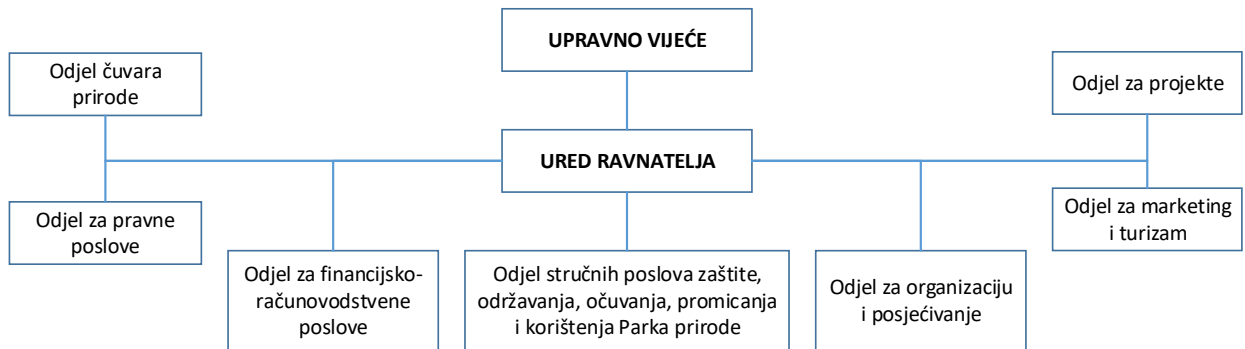 UPRAVNO VIJEĆE
Odjel čuvara
prirode
Odjel za projekte
URED RAVNATELJA
Odjel za pravne
poslove
Odjel za marketing
i turizam
Odjel za financijsko-
računovodstvene
poslove
Odjel stručnih poslova zaštite,
održavanja, očuvanja, promicanja
i korištenja Parka prirode
Odjel za organizaciju
i posjećivanje